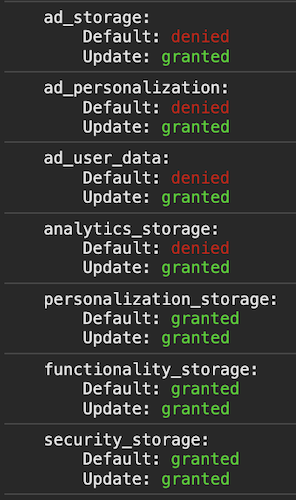 ad_storage:
Default: denied
Update: granted
ad_personalization:
Default: denied
Update: granted
ad_user_data:
Default: denied
Update: granted
analytics_storage:
Default: denied
Update: granted
personalization_storage:
Default: granted
Update: granted
functionality_storage:
Default: granted
Update: granted
security_storage:
Default: granted
Update: granted